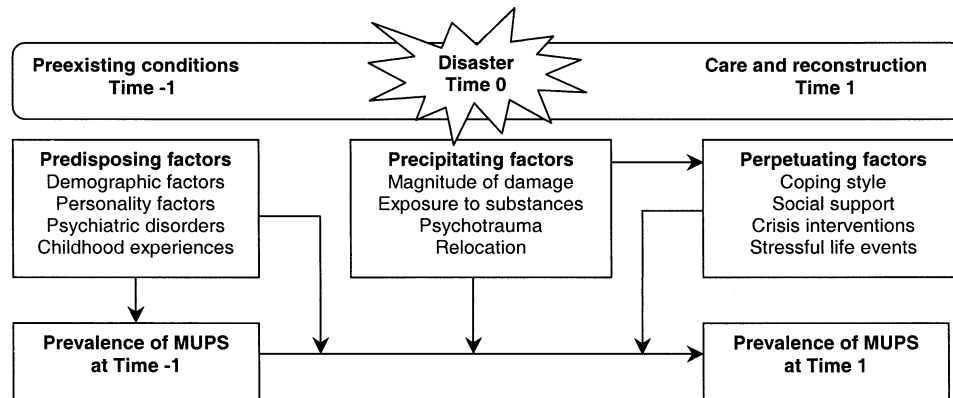 Preexisting conditions
Time -1
Disaster
Time 0
Care and reconstruction
Time 1
Predisposing factors
Demographic factors
Personality factors
Psychiatric disorders
Childhood experiences
Precipitating factors
Magnitude of damage
Exposure to substances
Psychotrauma
Relocation
Perpetuating factors
Coping style
Social support
Crisis interventions
Stressful life events
Prevalence of MUPS
at Time -1
Prevalence of MUPS
at Time 1